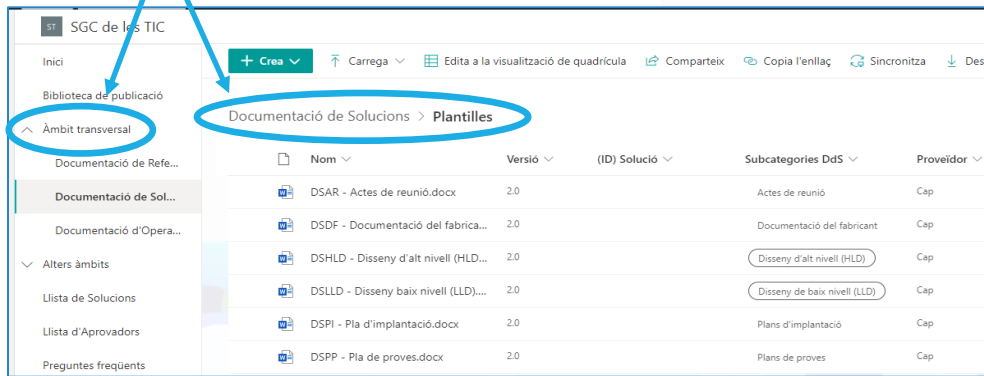 ST SGC de les TIC
Inici
Biblioteca de publicació
Àmbit transversal
Documentació de Refe...
Documentació de Sol...
Documentació d'Opera...
Alters àmbits
Llista de Solucions
Llista d'Aprovadors
Preguntes freqüents
+ Crea Carrega Edita a la visualització de quadrícula Comparteix Copia l'enllaç Sincronitza Des
Documentació de Solucions > Plantilles
Nom Versió (ID) Solució Subcategories DdS Proveïdor
DSAR - Actes de reunió.docx 2.0 Actes de reunió Cap
DSDF - Documentació del fabrica... 2.0 Documentació del fabricant Cap
DSHLD - Disseny d'alt nivell (HLD... 2.0 Disseny d'alt nivell (HLD) Cap
DSLLD - Disseny baix nivell (LLD).... 2.0 Disseny de baix nivell (LLD) Cap
DSPI - Pla d'implantació.docx 2.0 Plans d'implantació Cap
DSPP - Pla de proves.docx 2.0 Plans de proves Cap